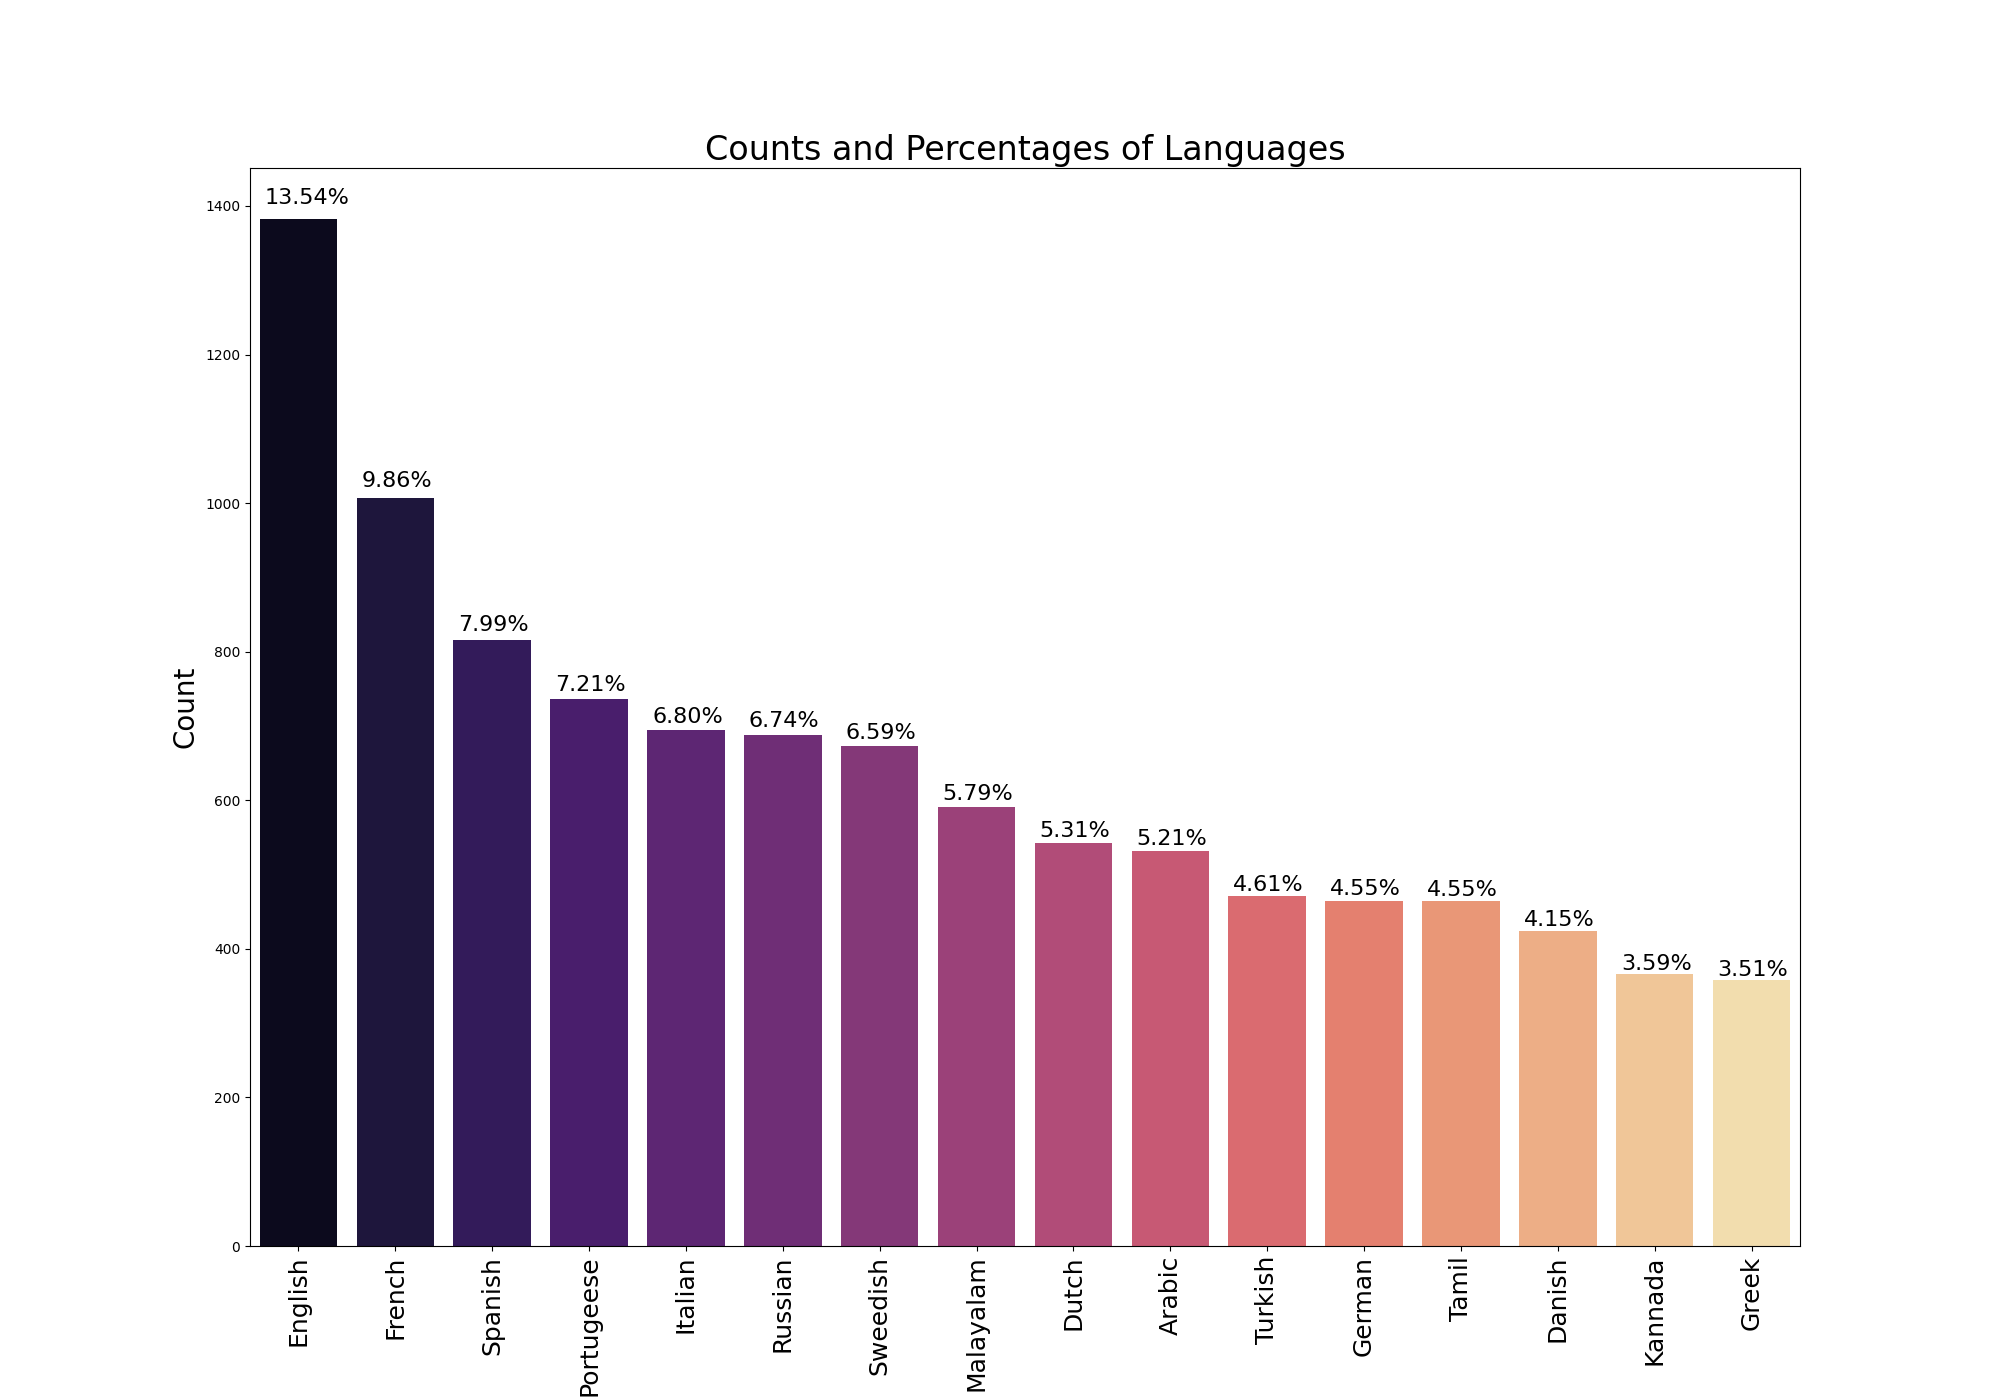 Counts and Percentages of Languages
13.54%
9.86%
7.99%
7.21%
6.80%
6.74%
6.59%
5.79%
5.31%
5.21%
4.61%
4.55%
4.55%
4.15%
3.59%
3.51%
Count
1400
1200
1000
800
600
400
200
0
English
French
Spanish
Portugeese
Italian
Russian
Sweedish
Malayalam
Dutch
Arabic
Turkish
German
Tamil
Danish
Kannada
Greek